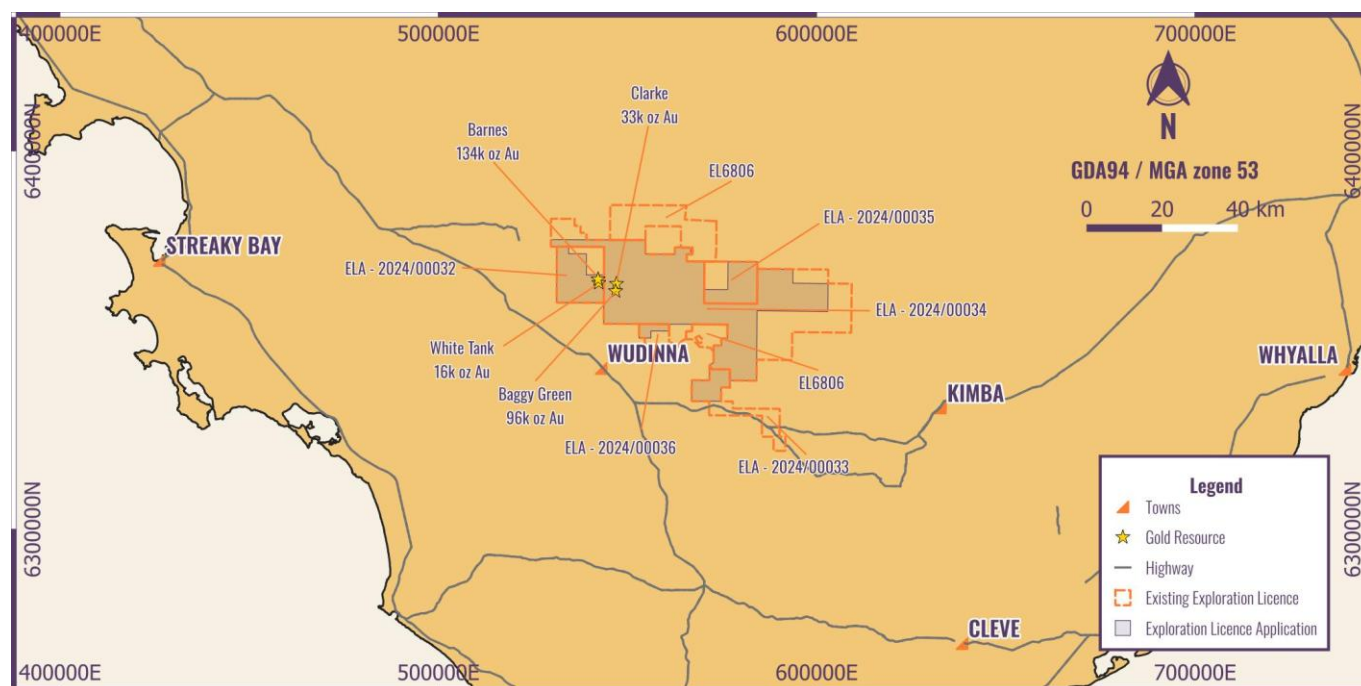 400000E
500000E
600000E
700000E
6400000N
6400000N
Clarke
33k oz Au
Barnes
134k oz Au
EL6806
N
GDA94 / MGA zone 53
0 20 40 km
ELA - 2024/00035
STREAKY BAY
ELA - 2024/00032
ELA - 2024/00034
White Tank
16k oz Au
WUDINNA
WHYALLA
Baggy Green
96k oz Au
EL6806
KIMBA
ELA - 2024/00036
ELA - 2024/00033
6300000N
6300000N
Legend
Towns
Gold Resource
Highway
Existing Exploration Licence
Exploration Licence Application
CLEVE
400000E
500000E
600000E
700000E